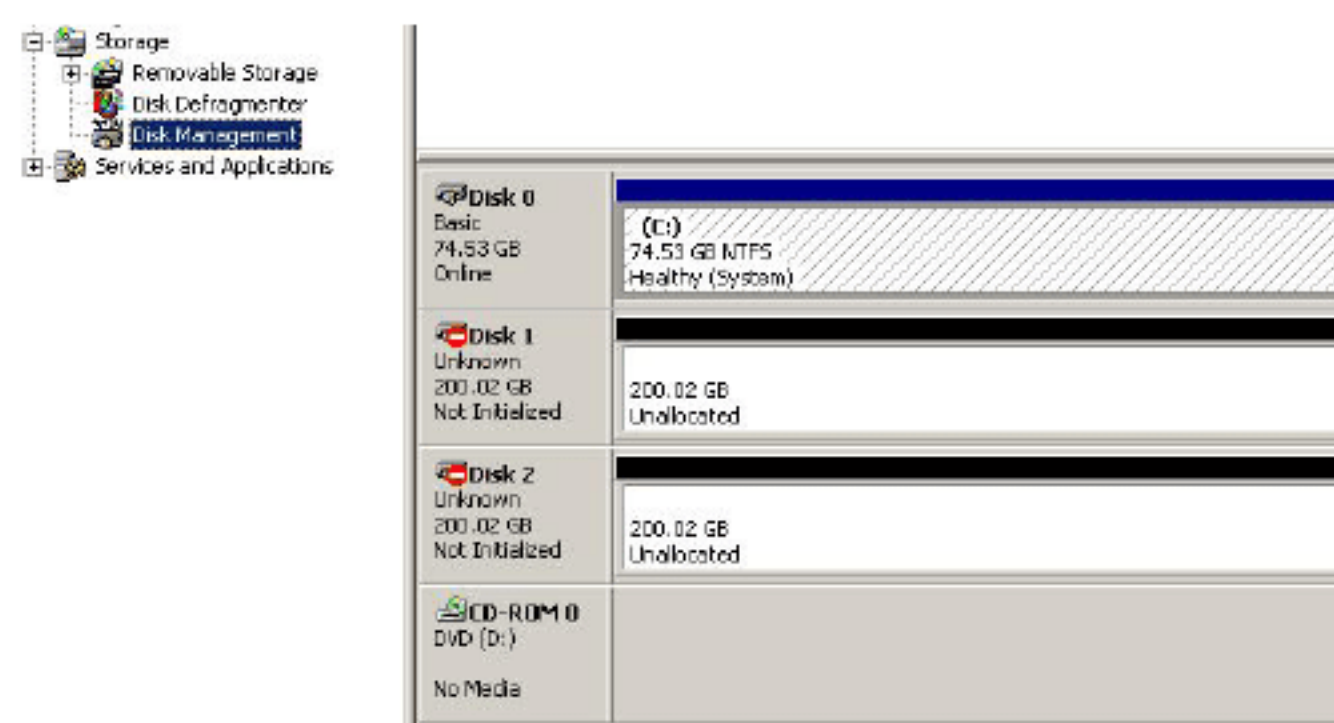 Storage
Removable Storage
Disk Defragmenter
Disk Management
Services and Applications
Disk 0
Basic
74.53 GB
Online
(C:)
74.53 GB NTFS
Healthy (System)
Disk 1
Unknown
200.02 GB
Not Initialized
200.02 GB
Unallocated
Disk 2
Unknown
200.02 GB
Not Initialized
200.02 GB
Unallocated
CD-ROM 0
DVD (D:)
No Media